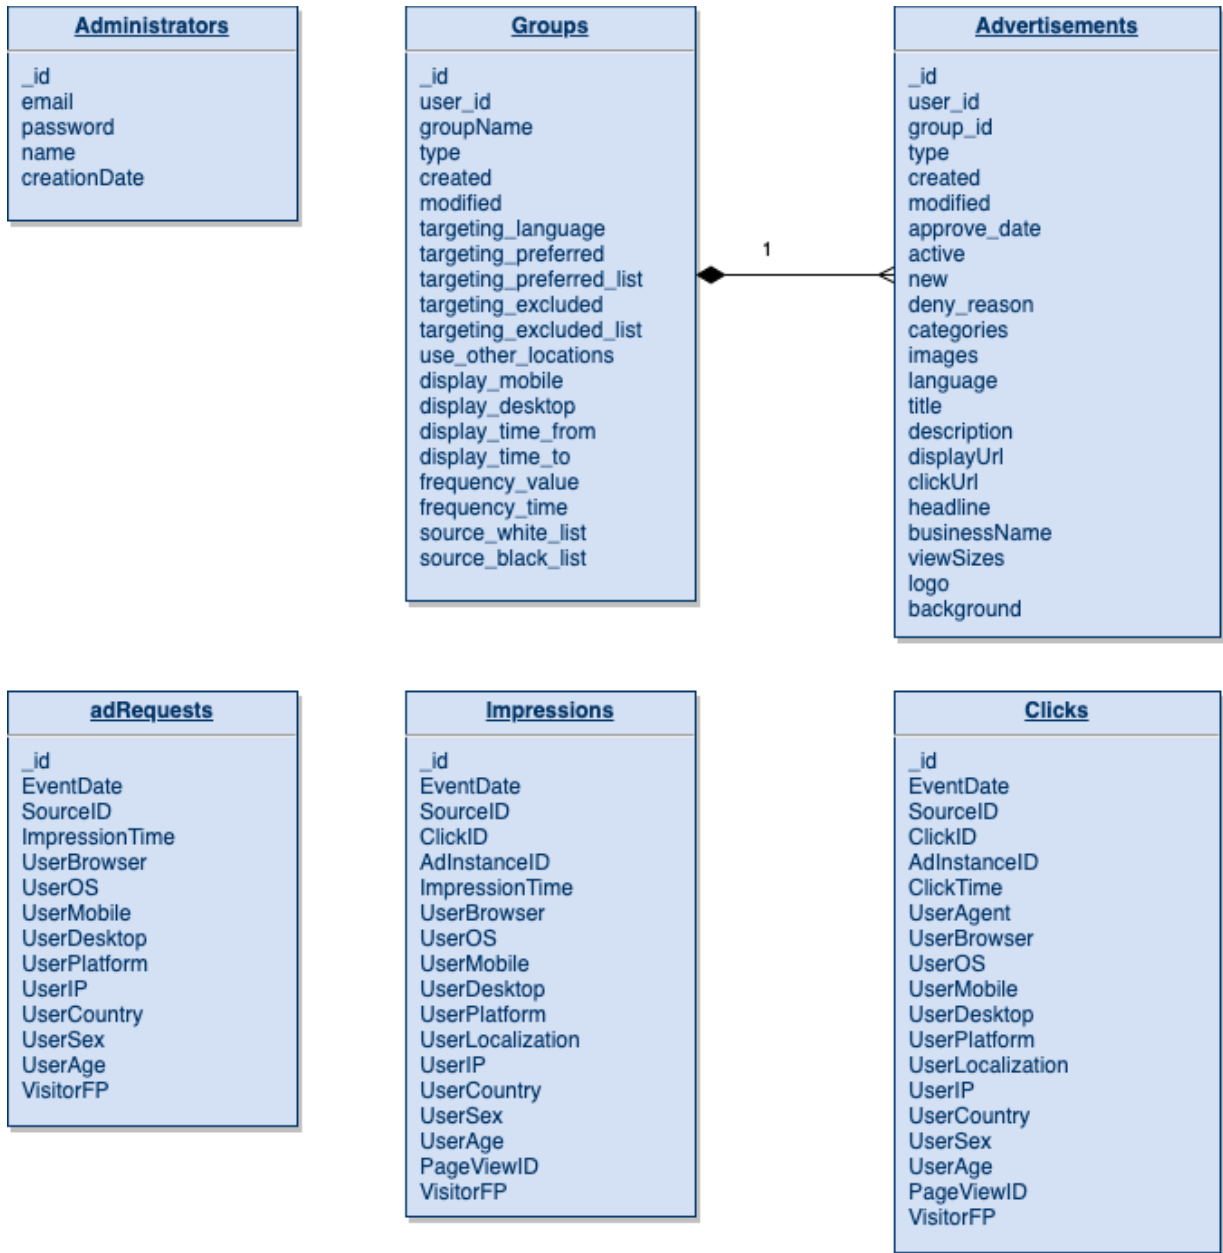 Administrators
_id
email
password
name
creationDate
Groups
_id
user_id
groupName
type
created
modified
targeting_language
targeting_preferred
targeting_preferred_list
targeting_excluded
targeting_excluded_list
use_other_locations
display_mobile
display_desktop
display_time_from
display_time_to
frequency_value
frequency_time
source_white_list
source_black_list
1
Advertisements
_id
user_id
group_id
type
created
modified
approve_date
active
new
deny_reason
categories
images
language
title
description
displayUrl
clickUrl
headline
businessName
viewSizes
logo
background
adRequests
_id
EventDate
SourceID
ImpressionTime
UserBrowser
UserOS
UserMobile
UserDesktop
UserPlatform
UserIP
UserCountry
UserSex
UserAge
VisitorFP
Impressions
_id
EventDate
SourceID
ClickID
AdInstanceID
ImpressionTime
UserBrowser
UserOS
UserMobile
UserDesktop
UserPlatform
UserLocalization
UserIP
UserCountry
UserSex
UserAge
PageViewID
VisitorFP
Clicks
_id
EventDate
SourceID
ClickID
AdInstanceID
ClickTime
UserAgent
UserBrowser
UserOS
UserMobile
UserDesktop
UserPlatform
UserLocalization
UserIP
UserCountry
UserSex
UserAge
PageViewID
VisitorFP